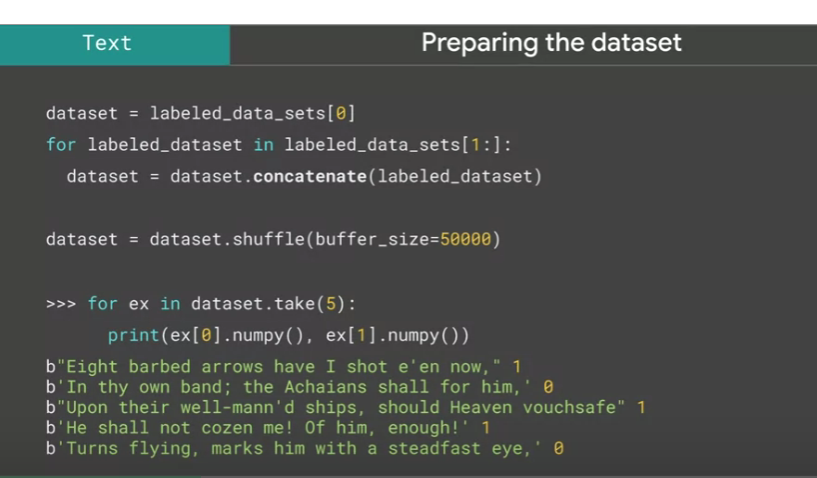 Text
Preparing the dataset
dataset = labeled_data_sets[0]
for labeled_dataset in labeled_data_sets[1:]:
  dataset = dataset.concatenate(labeled_dataset)
dataset = dataset.shuffle(buffer_size=50000)
>>> for ex in dataset.take(5):
      print(ex[0].numpy(), ex[1].numpy())
b"Eight barbed arrows have I shot e'en now," 1
b'In thy own band; the Achaians shall for him,' 0
b"Upon their well-mann'd ships, should Heaven vouchsafe" 1
b'He shall not cozen me! Of him, enough!' 1
b'Turns flying, marks him with a steadfast eye,' 0